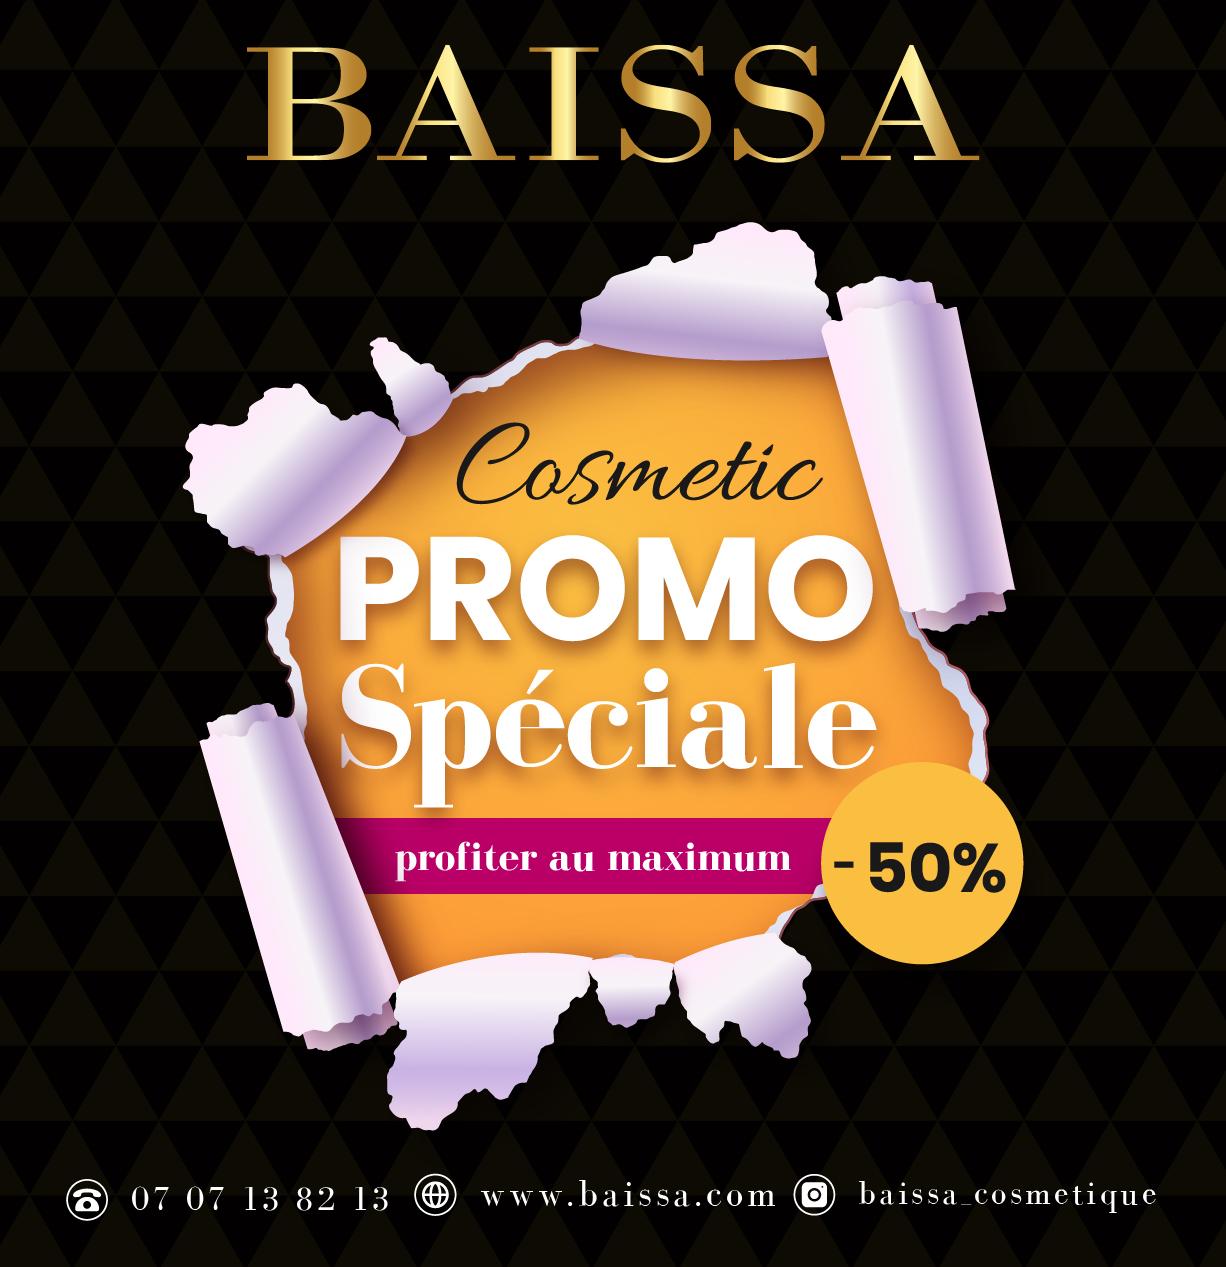 BAISSA
Cosmetic
PROMO
Spéciale
profiter au maximum
-50%
07 07 13 82 13 www.baissa.com baissa_cosmetique